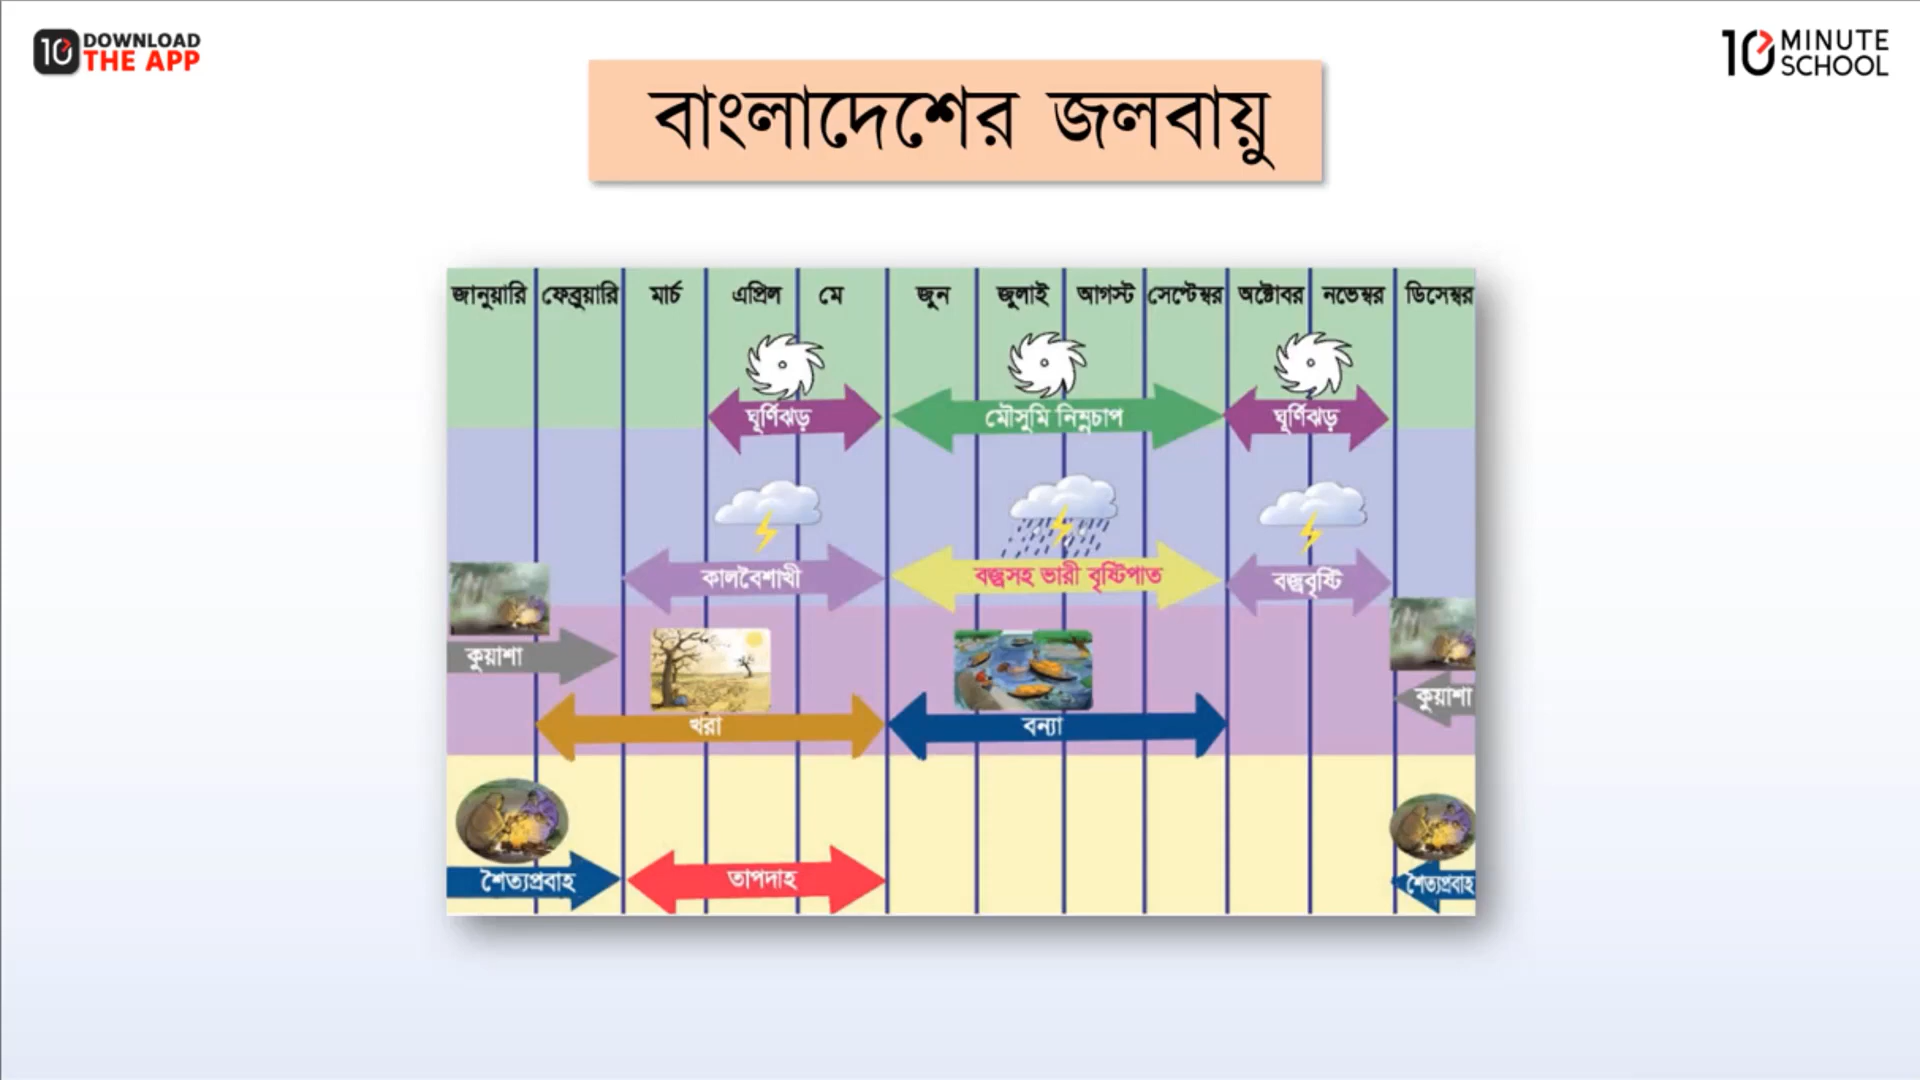 DOWNLOAD
THE APP
10 MINUTE
SCHOOL
বাংলাদেশের জলবায়ু
জানুয়ারি ফেব্রুয়ারি মার্চ এপ্রিল মে জুন জুলাই আগস্ট সেপ্টেম্বর অক্টোবর নভেম্বর ডিসেম্বর
ঘূর্ণিঝড় মৌসুমি নিম্নচাপ ঘূর্ণিঝড়
কালবৈশাখী বজ্রসহ ভারী বৃষ্টিপাত বজ্রবৃষ্টি
কুয়াশা
কুয়াশা
খরা বন্যা
শৈত্যপ্রবাহ তাপদাহ শৈত্যপ্রবাহ